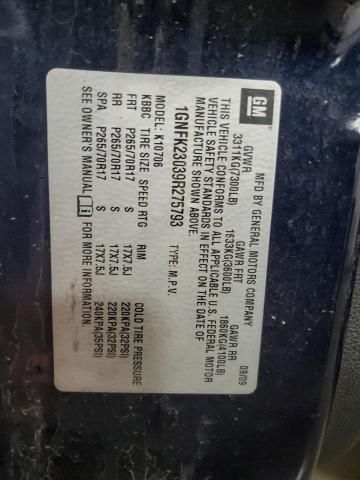 GM
MFD BY GENERAL MOTORS COMPANY 09/09
GVWR GAWR FRT GAWR RR
3311KG(7300LB) 1633KG(3600LB) 1860KG(4100LB)
THIS VEHICLE CONFORMS TO ALL APPLICABLE U.S. FEDERAL MOTOR
VEHICLE SAFETY STANDARDS IN EFFECT ON THE DATE OF
MANUFACTURE SHOWN ABOVE.
1GNFK23039R275793 TYPE: M.P.V.
MODEL: K10706
KBBC TIRE SIZE SPEED RTG RIM COLD TIRE PRESSURE
FRT P265/70R17 S 17X7.5J 220KPA(32PSI)
RR P265/70R17 S 17X7.5J 220KPA(32PSI)
SPA P265/70R17 S 17X7.5J 240KPA(35PSI)
SEE OWNER'S MANUAL FOR MORE INFORMATION.